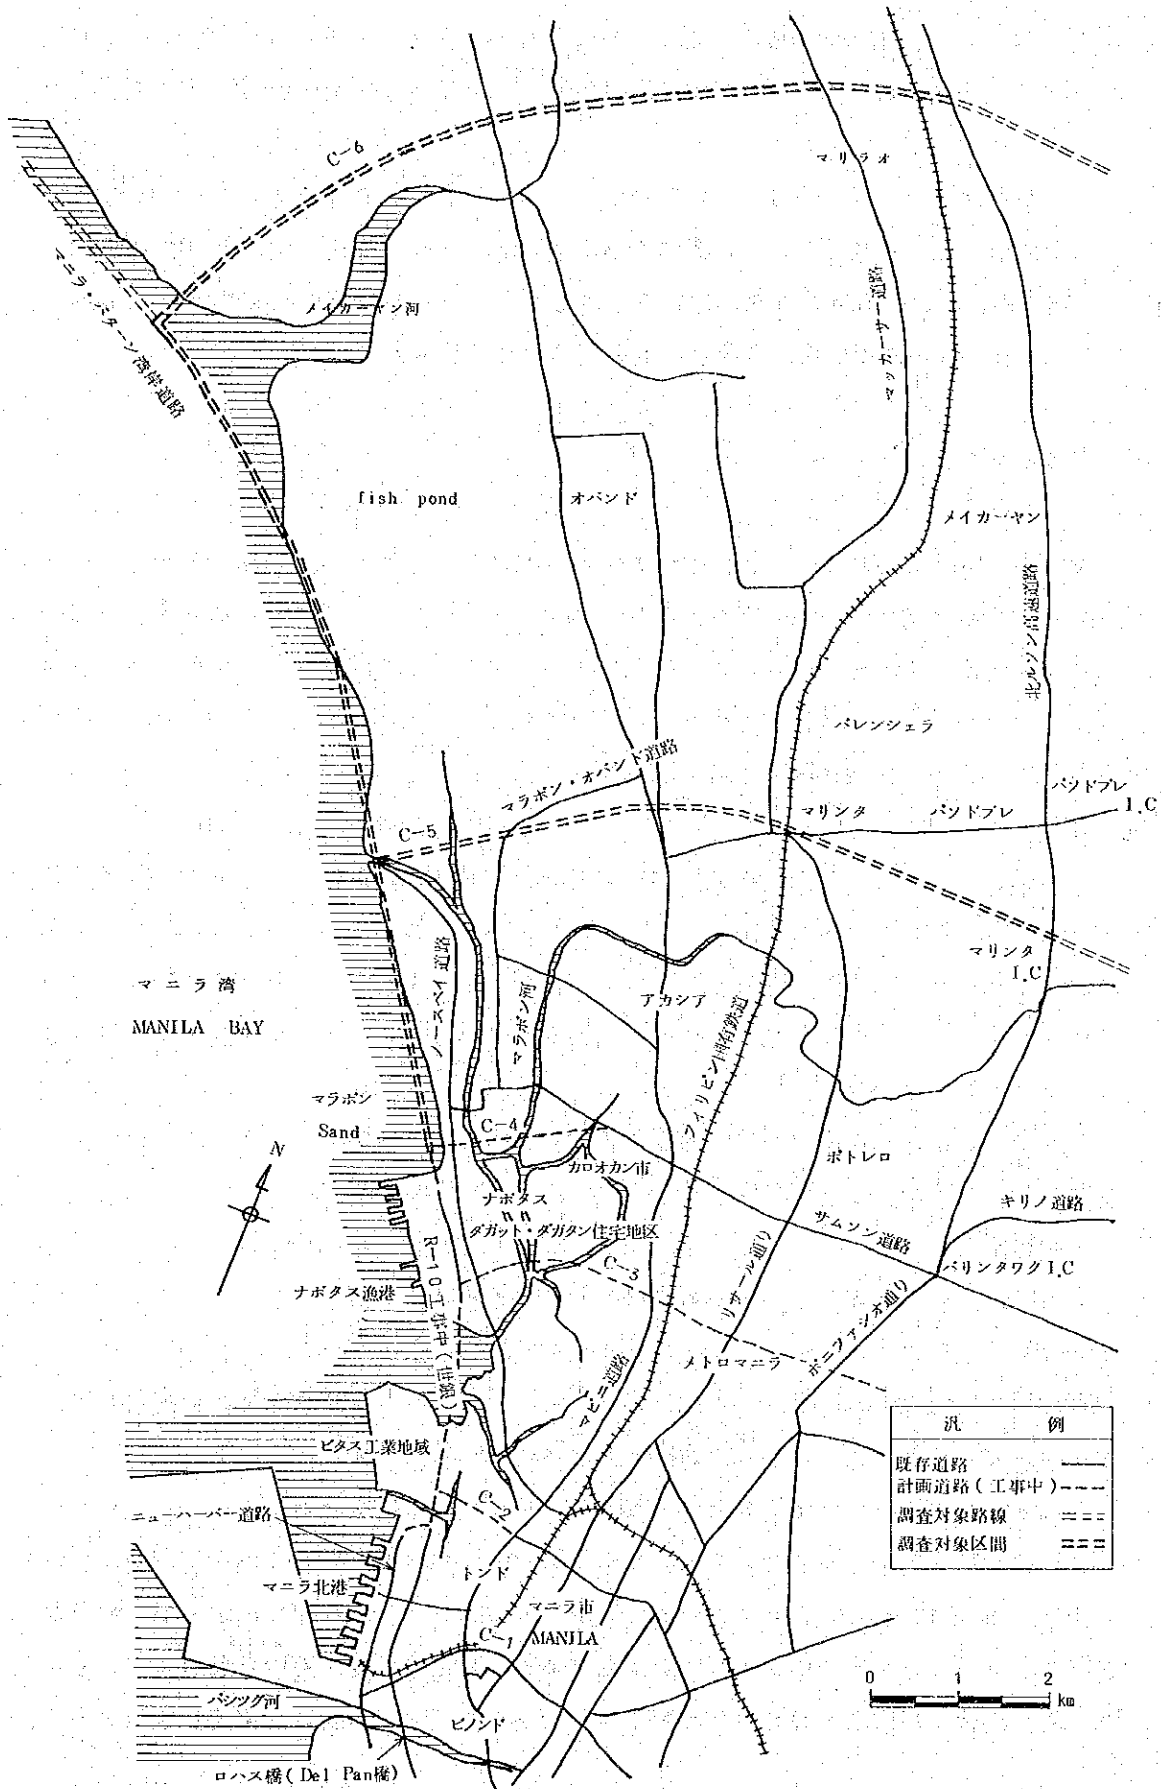 C-6
マリラオ
マニラ・バターン湾岸道路
メイカーヤン河
マッカーサー道路
fish pond
オバンド
メイカーヤン
北ルソン高速道路
バレンシェラ
マラボン・オバンド道路
パソドブレ
I.C
マリンタ
パソドブレ
C-5
マリンタ
I.C
マニラ湾
MANILA BAY
ノースベイ道路
マラボン河
アカシア
フィリピン国有鉄道
マラボン
Sand
C-4
カロオカン市
ポトレロ
N
ナボタス
ダガット・ダガタン住宅地区
サムソン道路
キリノ道路
C-3
バリンタワグI.C
ナボタス漁港
R-10工事中(世銀)
リサール通り
メトロマニラ
ボニファシオ通り
マビニ道路
ビタス工業地域
C-2
ニューハーバー道路
トンド
マニラ北港
マニラ市
MANILA
C-1
パシッグ河
ビノンド
ロハス橋(Del Pan橋)
汎例
既存道路
計画道路(工事中)
調査対象路線
調査対象区間
0 1 2
km